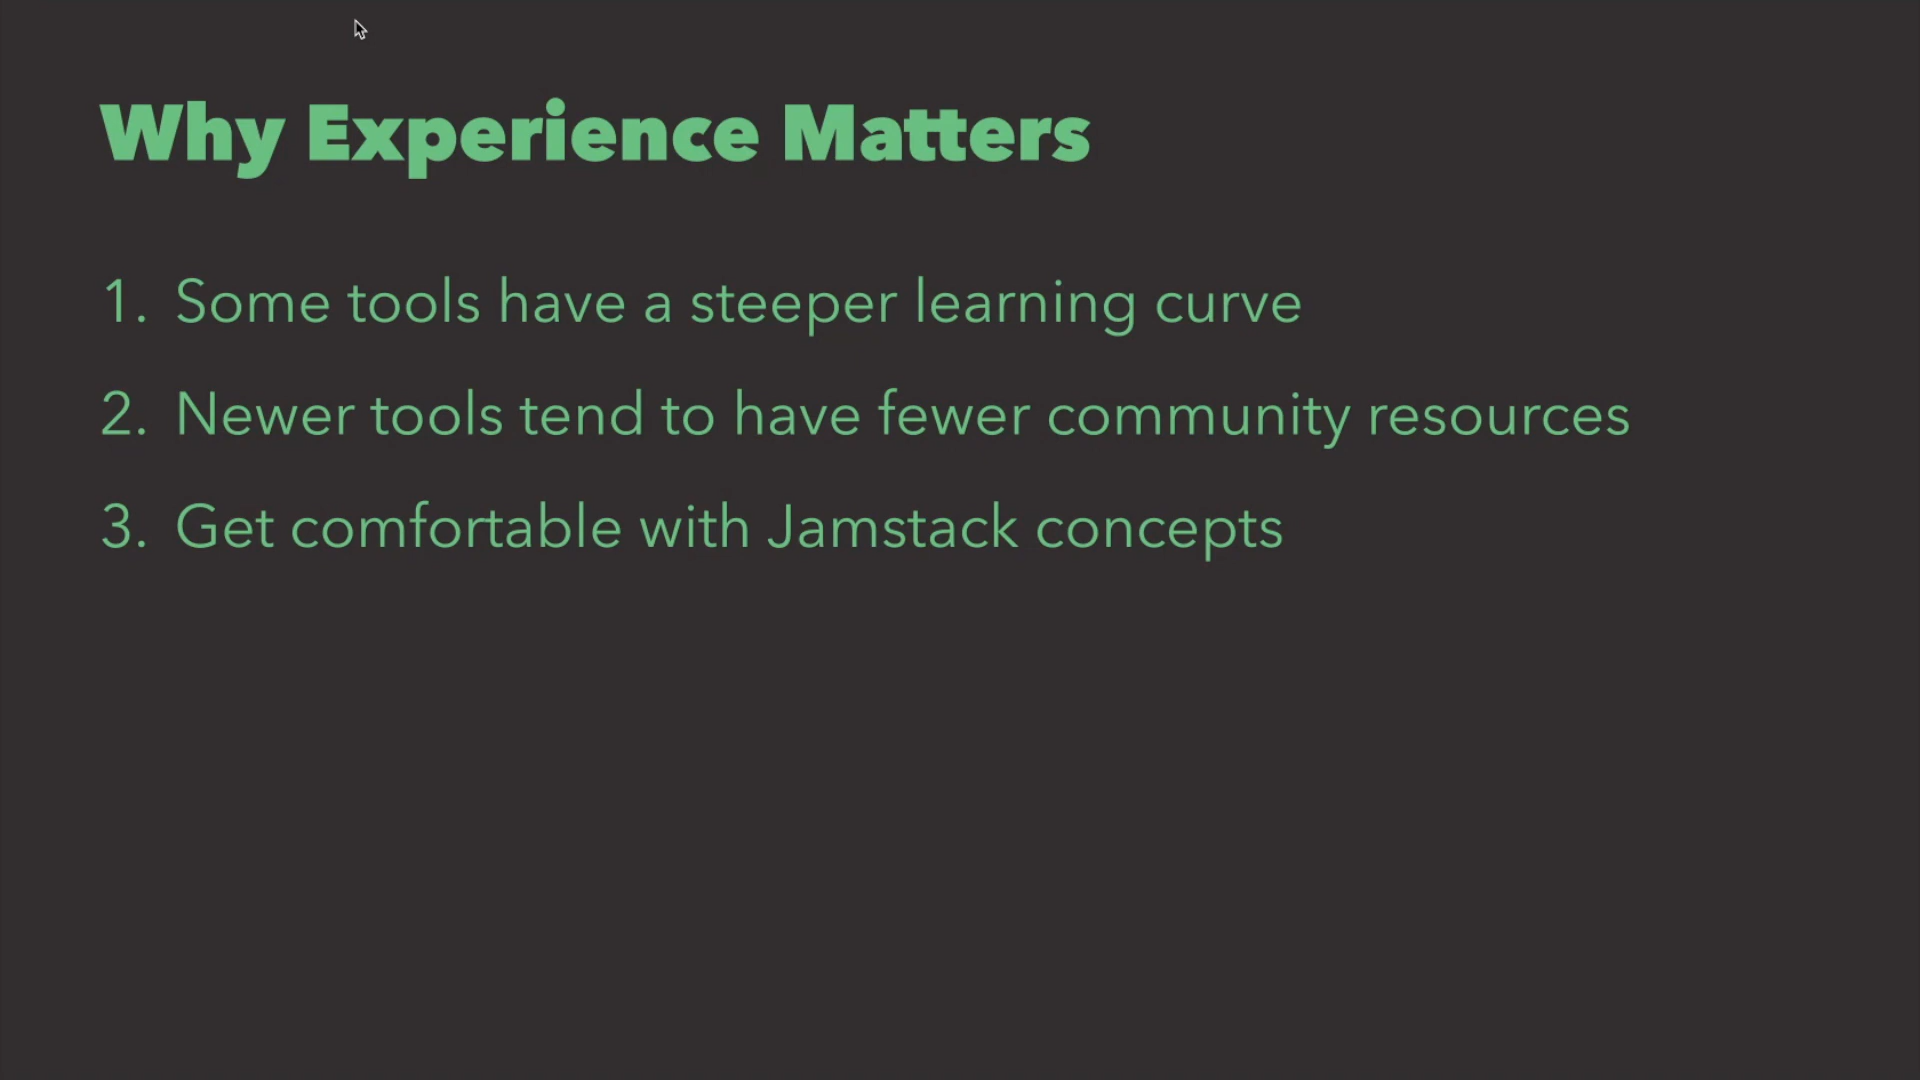 Why Experience Matters
1. Some tools have a steeper learning curve
2. Newer tools tend to have fewer community resources
3. Get comfortable with Jamstack concepts